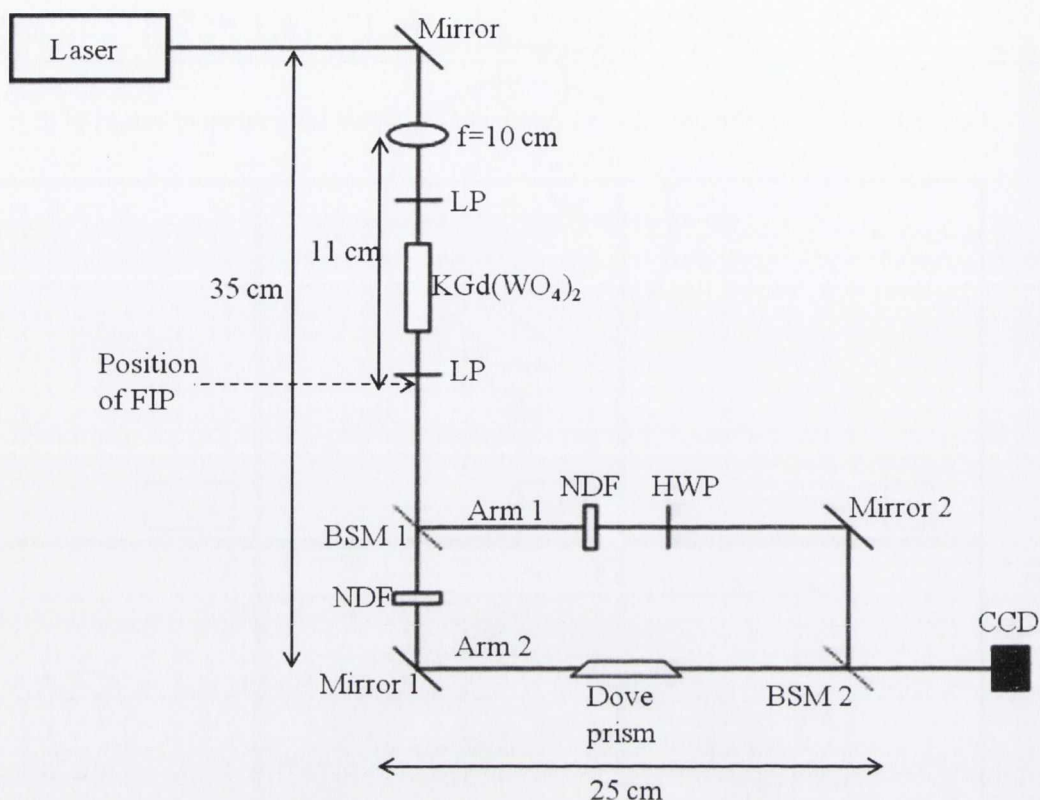 Laser
Mirror
f=10 cm
LP
11 cm
35 cm
KGd(WO₄)₂
Position
of FIP
LP
NDF
HWP
Arm 1
Mirror 2
BSM 1
NDF
CCD
Arm 2
Mirror 1
BSM 2
Dove
prism
25 cm